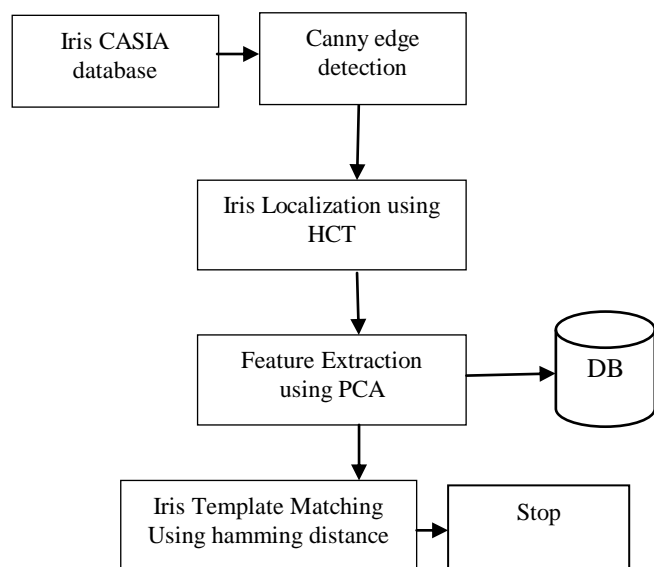 Iris CASIA
database
Canny edge
detection
Iris Localization using
HCT
Feature Extraction
using PCA
DB
Iris Template Matching
Using hamming distance
Stop